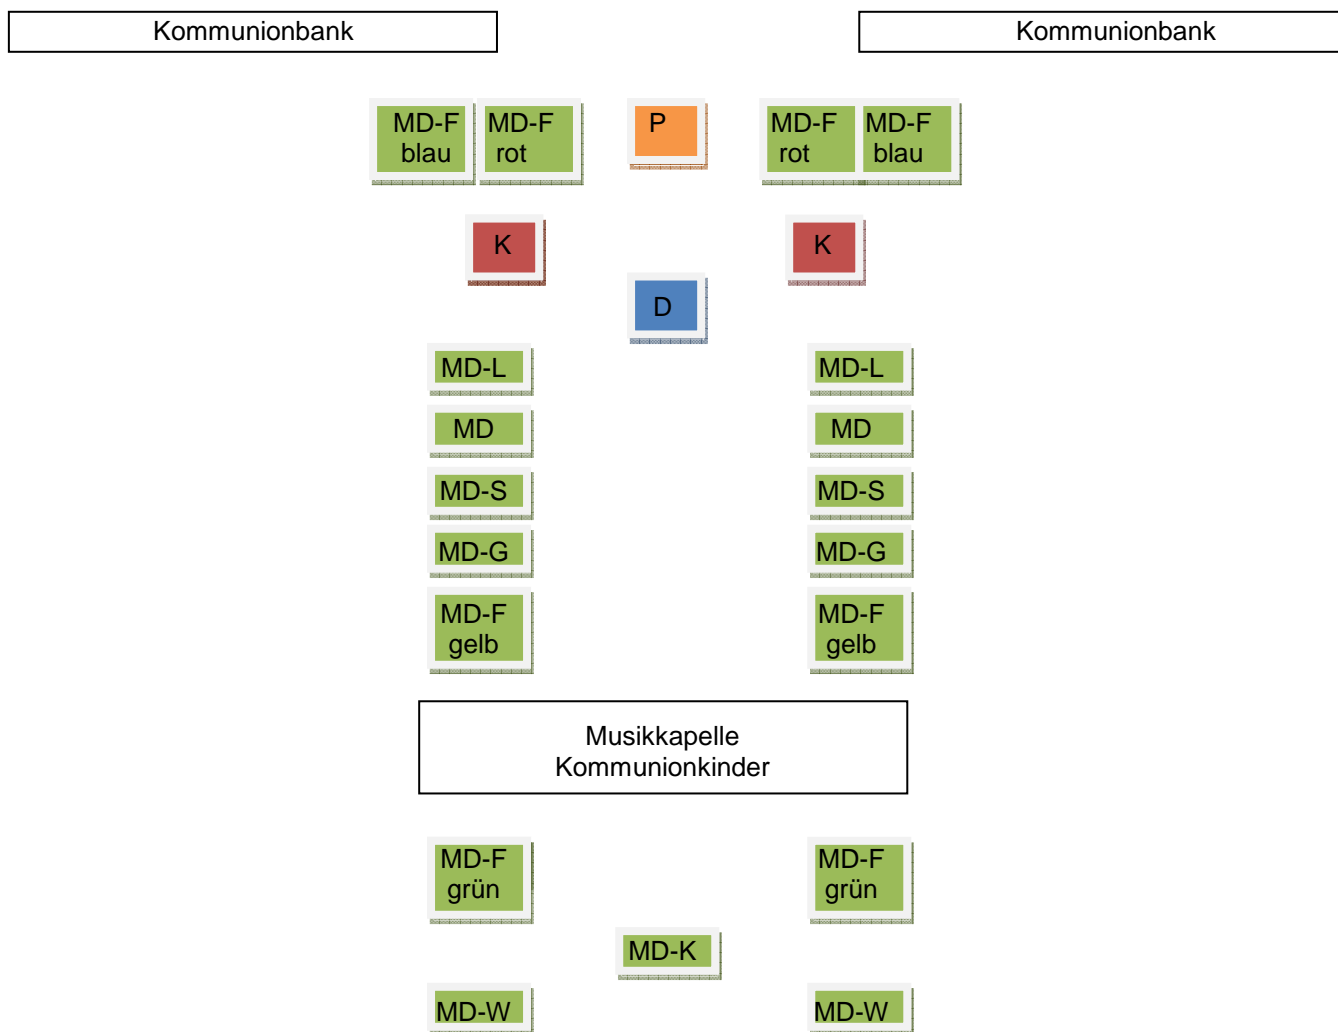 Kommunionbank
Kommunionbank
MD-F
blau
MD-F
rot
P
MD-F
rot
MD-F
blau
K
K
D
MD-L
MD-L
MD
MD
MD-S
MD-S
MD-G
MD-G
MD-F
gelb
MD-F
gelb
Musikkapelle
Kommunionkinder
MD-F
grün
MD-F
grün
MD-K
MD-W
MD-W